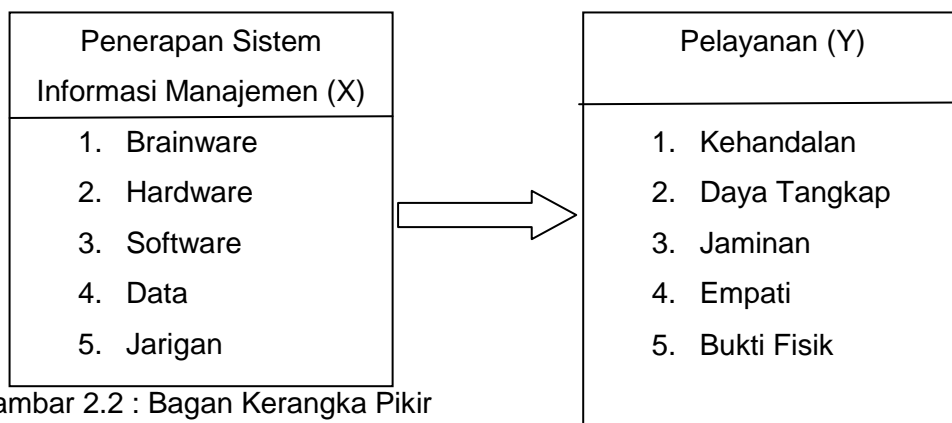 Penerapan Sistem
Informasi Manajemen (X)
1. Brainware
2. Hardware
3. Software
4. Data
5. Jarigan
Pelayanan (Y)
1. Kehandalan
2. Daya Tangkap
3. Jaminan
4. Empati
5. Bukti Fisik
ambar 2.2 : Bagan Kerangka Pikir